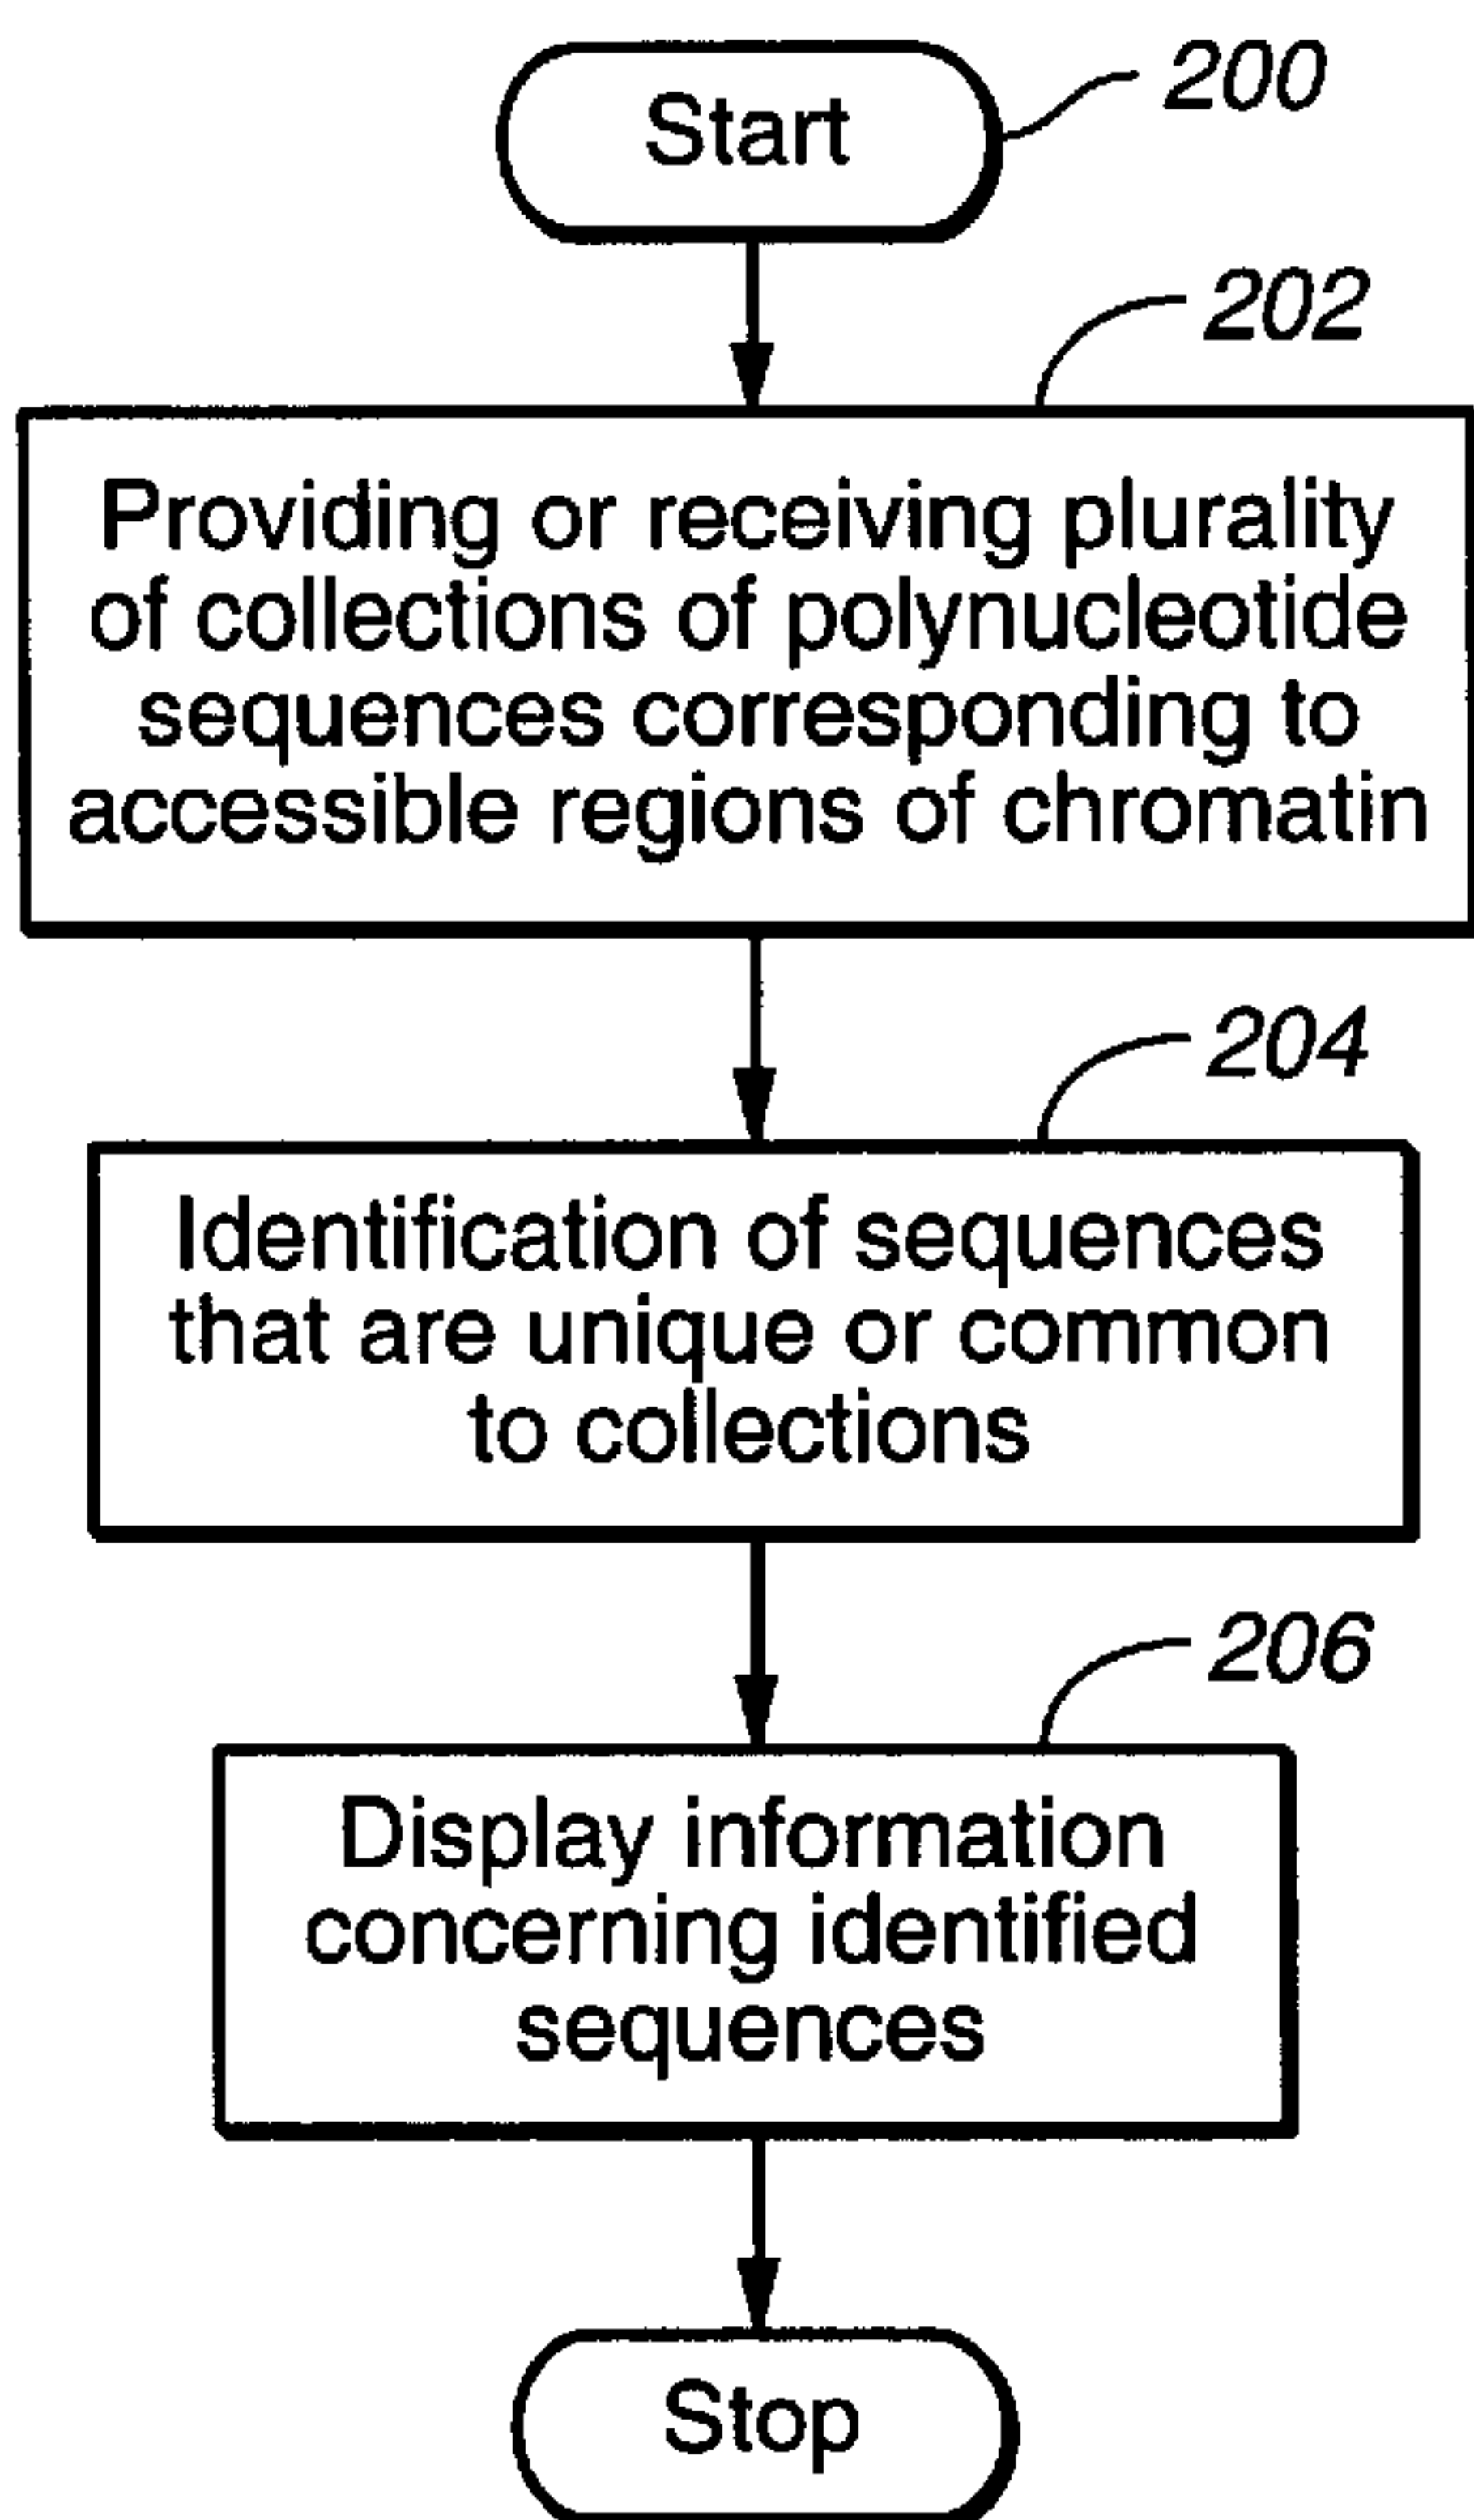 Start
200
202
Providing or receiving plurality
of collections of polynucleotide
sequences corresponding to
accessible regions of chromatin
204
Identification of sequences
that are unique or common
to collections
206
Display information
concerning identified
sequences
Stop